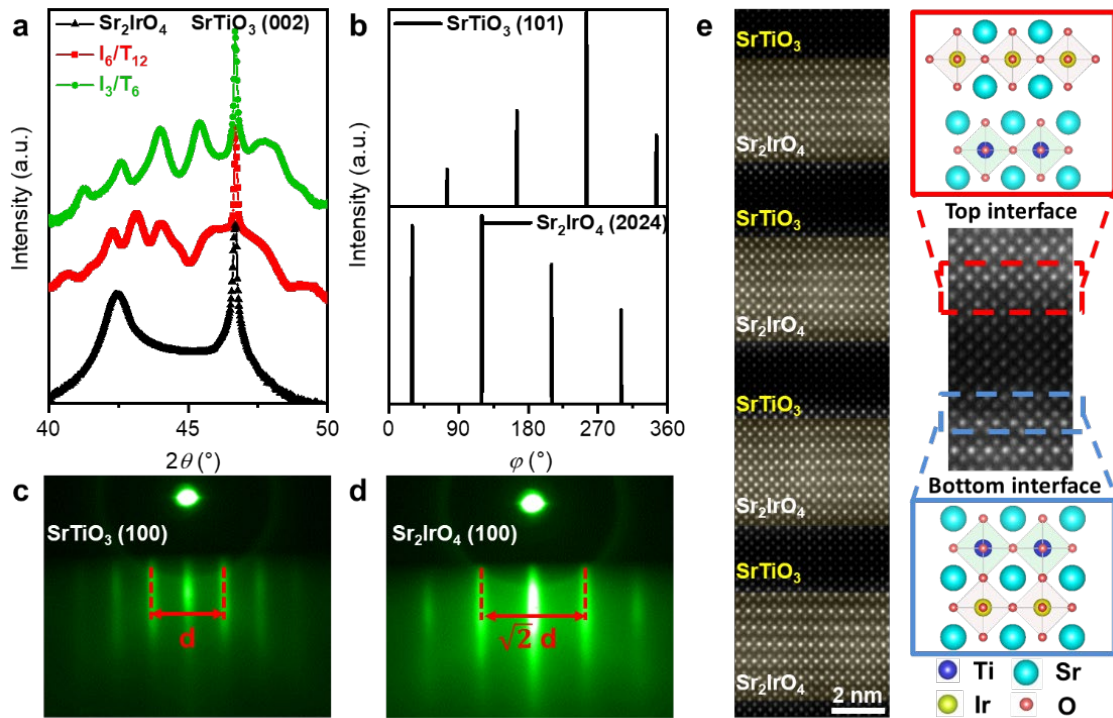 a
Sr₂IrO₄
SrTiO₃ (002)
I₆/T₁₂
I₃/T₆
Intensity (a.u.)
40
45
50
2θ (°)
b
SrTiO₃ (101)
Sr₂IrO₄ (2024)
Intensity (a.u.)
0
90
180
270
360
φ (°)
c
SrTiO₃ (100)
d
d
Sr₂IrO₄ (100)
√2 d
e
SrTiO₃
Sr₂IrO₄
SrTiO₃
Sr₂IrO₄
SrTiO₃
Sr₂IrO₄
SrTiO₃
Sr₂IrO₄
2 nm
Top interface
Bottom interface
Ti
Sr
Ir
O